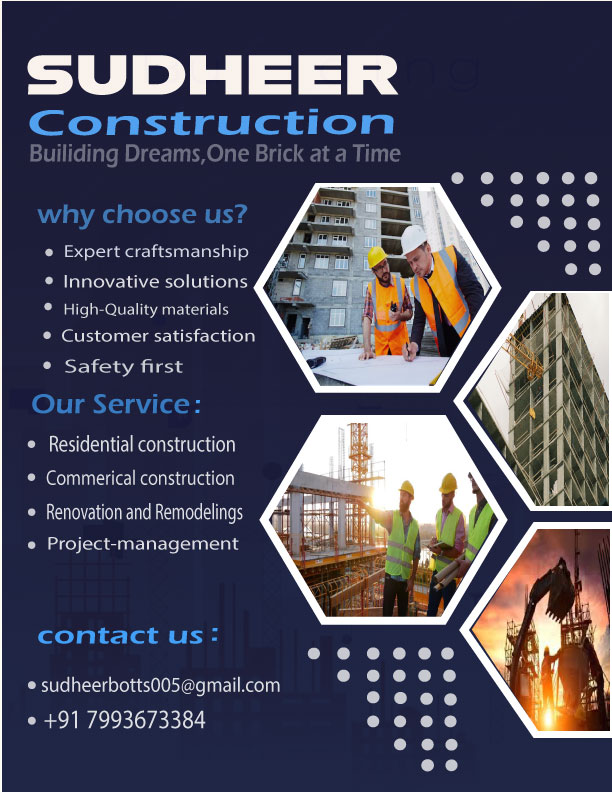 SUDHEER
Construction
Builiding Dreams,One Brick at a Time
why choose us?
Expert craftsmanship
Innovative solutions
High-Quality materials
Customer satisfaction
Safety first
Our Service:
Residential construction
Commerical construction
Renovation and Remodelings
Project-management
contact us :
sudheerbotts005@gmail.com
+91 7993673384